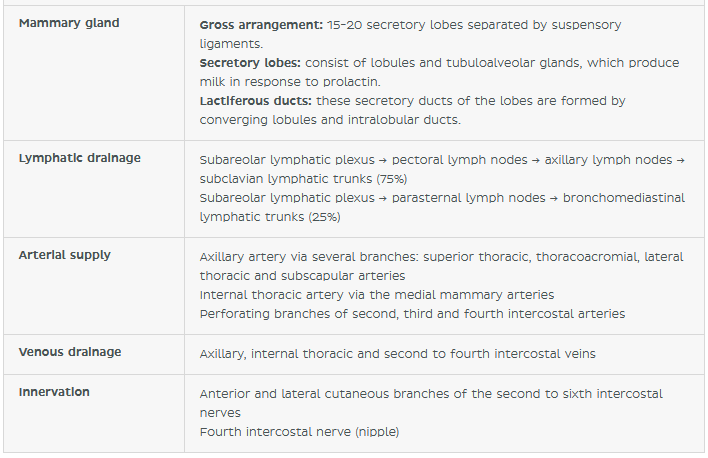 Mammary gland
Gross arrangement: 15-20 secretory lobes separated by suspensory
ligaments.
Secretory lobes: consist of lobules and tubuloalveolar glands, which produce
milk in response to prolactin.
Lactiferous ducts: these secretory ducts of the lobes are formed by
converging lobules and intralobular ducts.
Lymphatic drainage
Subareolar lymphatic plexus → pectoral lymph nodes → axillary lymph nodes →
subclavian lymphatic trunks (75%)
Subareolar lymphatic plexus → parasternal lymph nodes → bronchomediastinal
lymphatic trunks (25%)
Arterial supply
Axillary artery via several branches: superior thoracic, thoracoacromial, lateral
thoracic and subscapular arteries
Internal thoracic artery via the medial mammary arteries
Perforating branches of second, third and fourth intercostal arteries
Venous drainage
Axillary, internal thoracic and second to fourth intercostal veins
Innervation
Anterior and lateral cutaneous branches of the second to sixth intercostal
nerves
Fourth intercostal nerve (nipple)